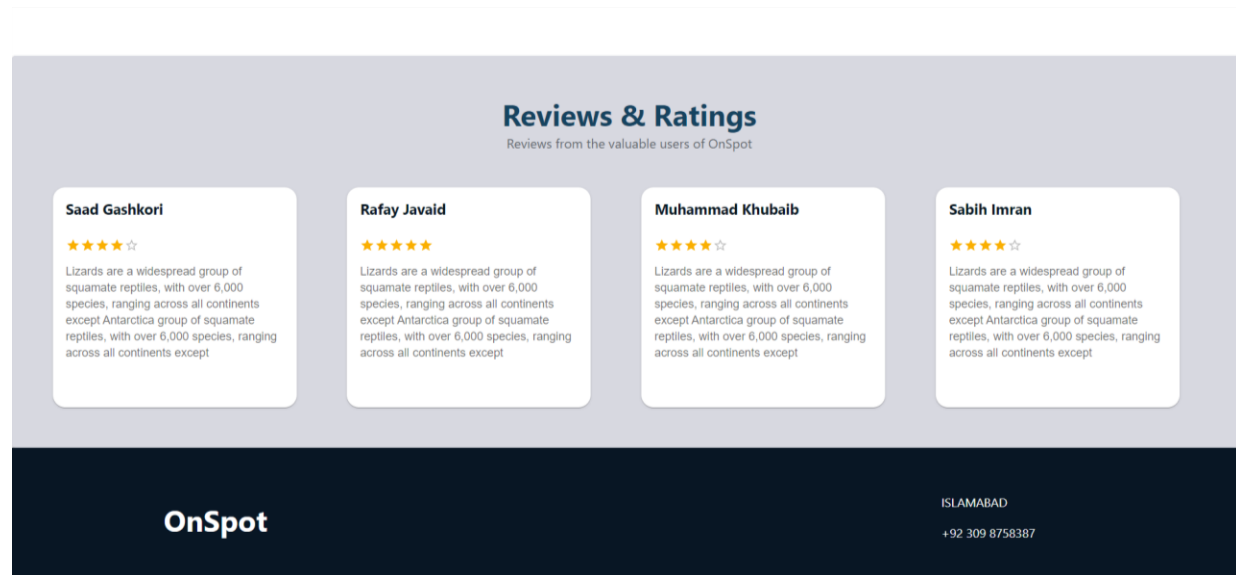 Reviews & Ratings
Reviews from the valuable users of OnSpot
Saad Gashkori
Lizards are a widespread group of
squamate reptiles, with over 6,000
species, ranging across all continents
except Antarctica group of squamate
reptiles, with over 6,000 species, ranging
across all continents except
Rafay Javaid
Lizards are a widespread group of
squamate reptiles, with over 6,000
species, ranging across all continents
except Antarctica group of squamate
reptiles, with over 6,000 species, ranging
across all continents except
Muhammad Khubaib
Lizards are a widespread group of
squamate reptiles, with over 6,000
species, ranging across all continents
except Antarctica group of squamate
reptiles, with over 6,000 species, ranging
across all continents except
Sabih Imran
Lizards are a widespread group of
squamate reptiles, with over 6,000
species, ranging across all continents
except Antarctica group of squamate
reptiles, with over 6,000 species, ranging
across all continents except
OnSpot
ISLAMABAD
+92 309 8758387